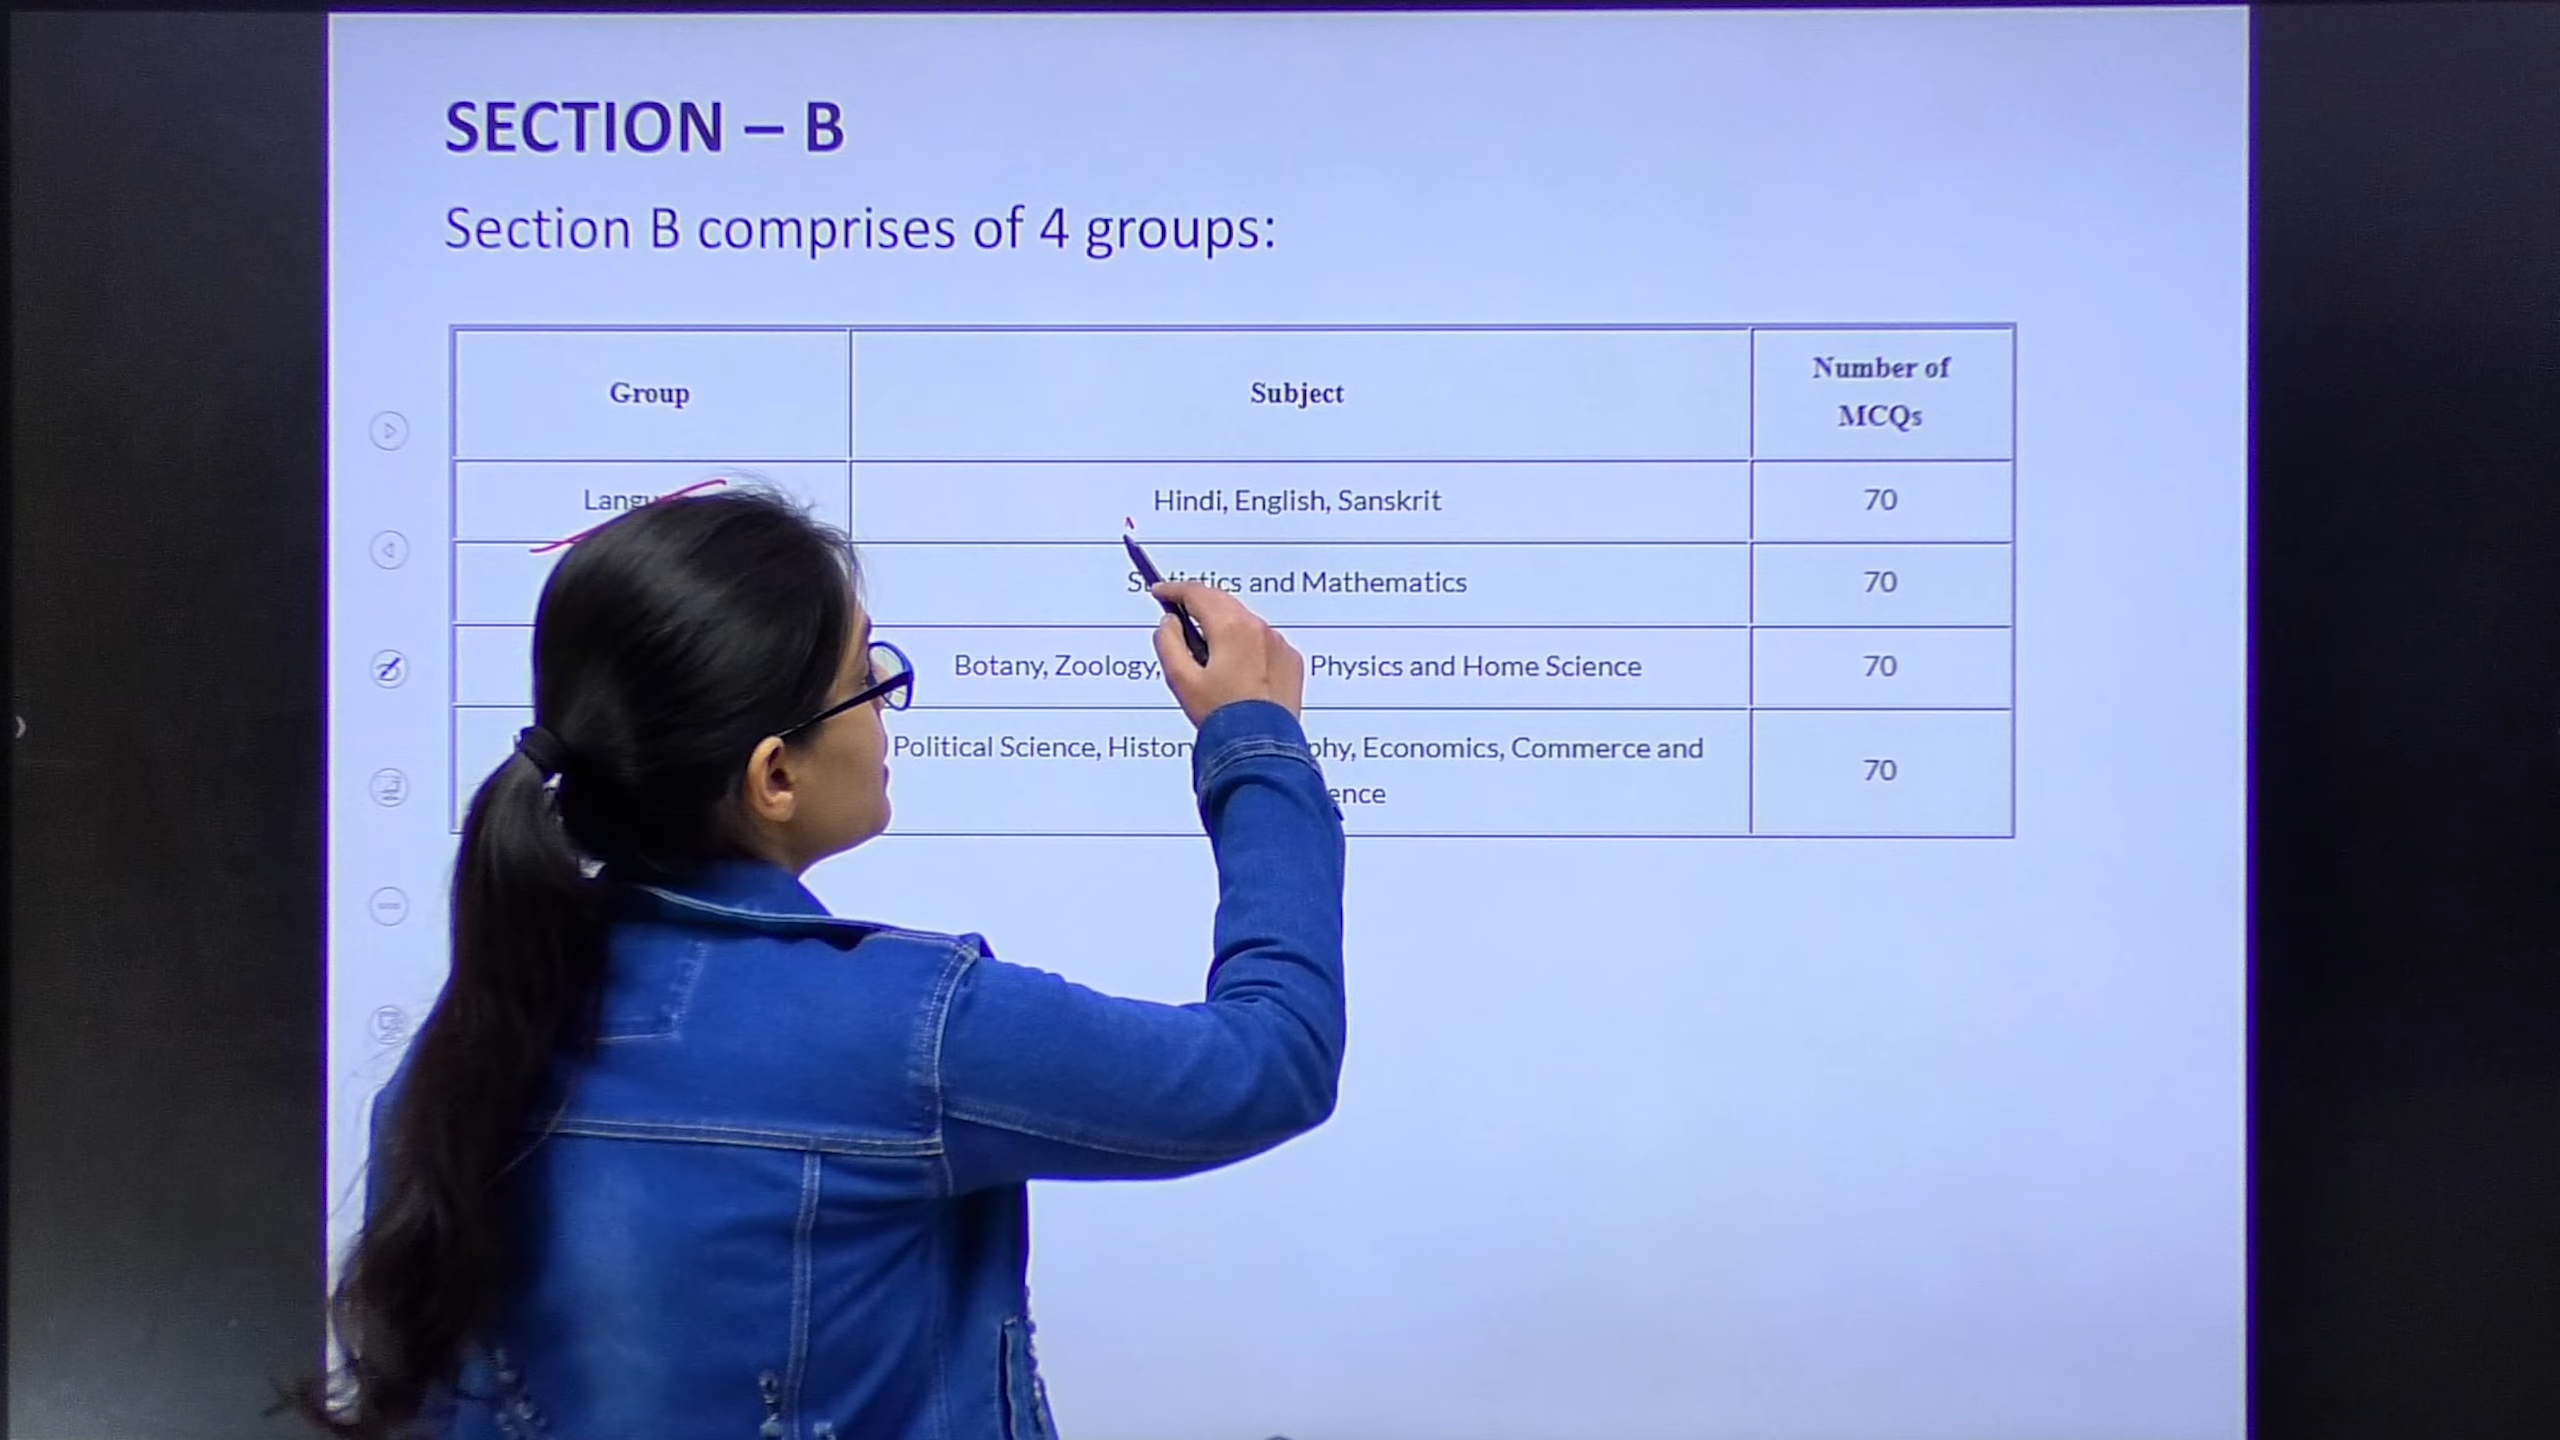 SECTION – B
Section B comprises of 4 groups:
Group Subject Number of
MCQs
Hindi, English, Sanskrit 70
and Mathematics 70
Botany, Zoology, Physics and Home Science 70
Political Science, Economics, Commerce and
70